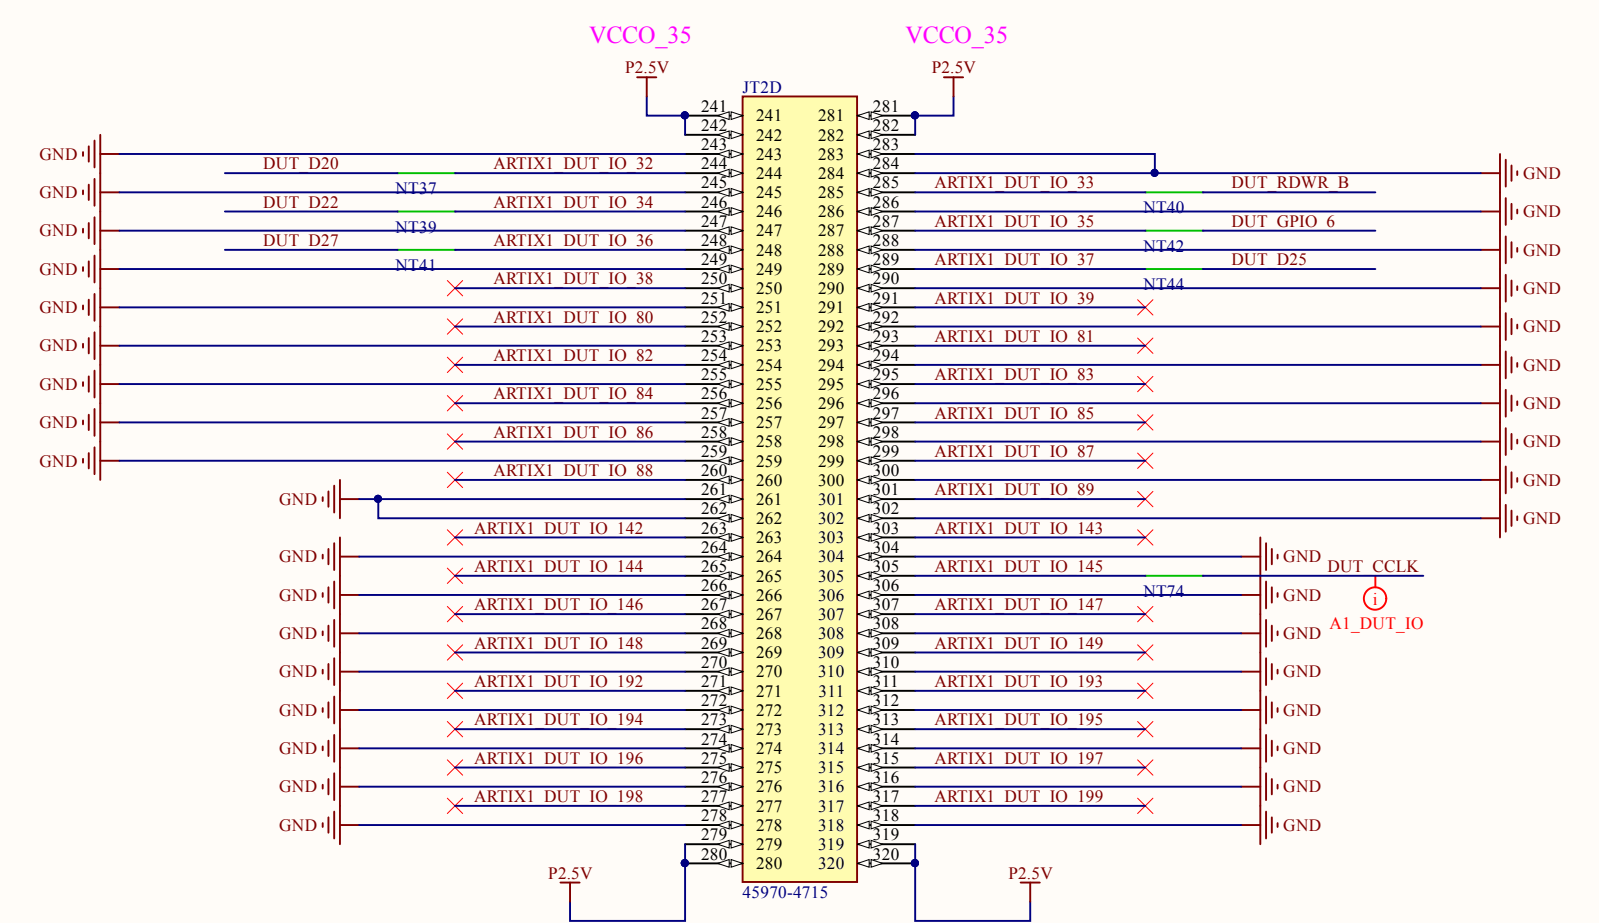 VCCO_35 VCCO_35
P2.5V P2.5V
JT2D
241 241 281 281
242 242 282 282
GND 243 243 283 283
DUT_D20 ARTIX1_DUT_IO_32 244 244 284 284 GND
NT37 245 245 285 285 ARTIX1_DUT_IO_33 DUT_RDWR_B
GND
DUT_D22 ARTIX1_DUT_IO_34 246 246 286 286 NT40 GND
GND NT39 247 247 287 287 ARTIX1_DUT_IO_35 DUT_GPIO_6
DUT_D27 ARTIX1_DUT_IO_36 248 248 288 288 NT42 GND
GND NT41 249 249 289 289 ARTIX1_DUT_IO_37 DUT_D25
ARTIX1_DUT_IO_38 250 250 290 290 NT44 GND
GND 251 251 291 291 ARTIX1_DUT_IO_39
ARTIX1_DUT_IO_80 252 252 292 292 GND
GND 253 253 293 293 ARTIX1_DUT_IO_81
ARTIX1_DUT_IO_82 254 254 294 294 GND
GND 255 255 295 295 ARTIX1_DUT_IO_83
ARTIX1_DUT_IO_84 256 256 296 296 GND
GND 257 257 297 297 ARTIX1_DUT_IO_85
ARTIX1_DUT_IO_86 258 258 298 298 GND
GND 259 259 299 299 ARTIX1_DUT_IO_87
ARTIX1_DUT_IO_88 260 260 300 300 GND
GND 261 261 301 301 ARTIX1_DUT_IO_89
262 262 302 302 GND
ARTIX1_DUT_IO_142 263 263 303 303 ARTIX1_DUT_IO_143
GND 264 264 304 304 GND
ARTIX1_DUT_IO_144 265 265 305 305 ARTIX1_DUT_IO_145 DUT_CCLK
GND 266 266 306 306 NT74 GND i
ARTIX1_DUT_IO_146 267 267 307 307 ARTIX1_DUT_IO_147
A1_DUT_IO
GND 268 268 308 308 GND
ARTIX1_DUT_IO_148 269 269 309 309 ARTIX1_DUT_IO_149
GND 270 270 310 310 GND
ARTIX1_DUT_IO_192 271 271 311 311 ARTIX1_DUT_IO_193
GND 272 272 312 312 GND
ARTIX1_DUT_IO_194 273 273 313 313 ARTIX1_DUT_IO_195
GND 274 274 314 314 GND
ARTIX1_DUT_IO_196 275 275 315 315 ARTIX1_DUT_IO_197
GND 276 276 316 316 GND
ARTIX1_DUT_IO_198 277 277 317 317 ARTIX1_DUT_IO_199
GND 278 278 318 318 GND
279 279 319 319
280 280 320 320
P2.5V P2.5V
45970-4715